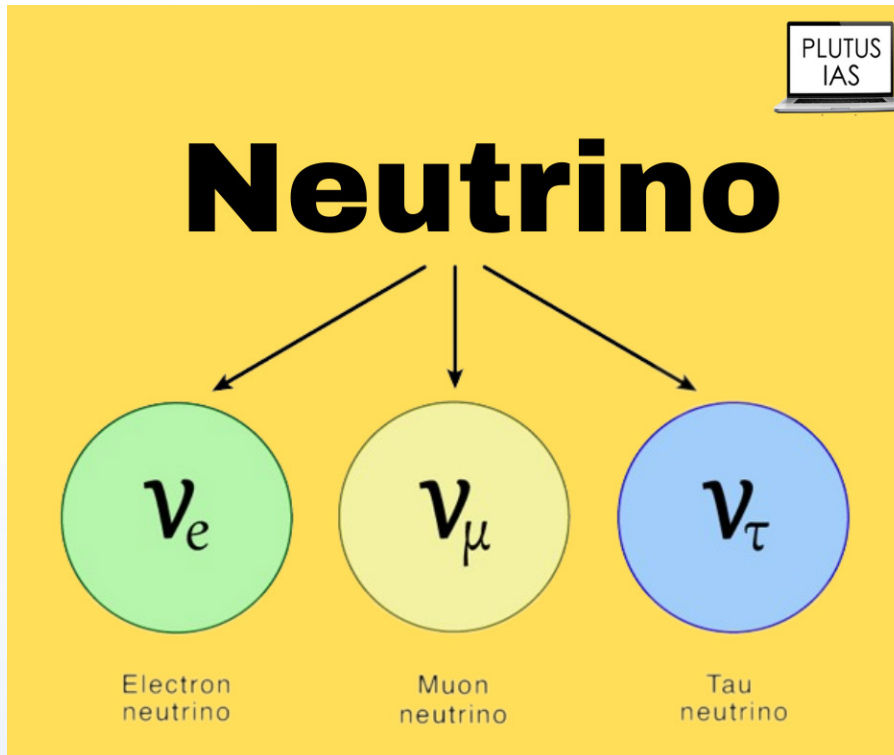 PLUTUS
IAS
Neutrino
νe
νμ
ντ
Electron
neutrino
Muon
neutrino
Tau
neutrino